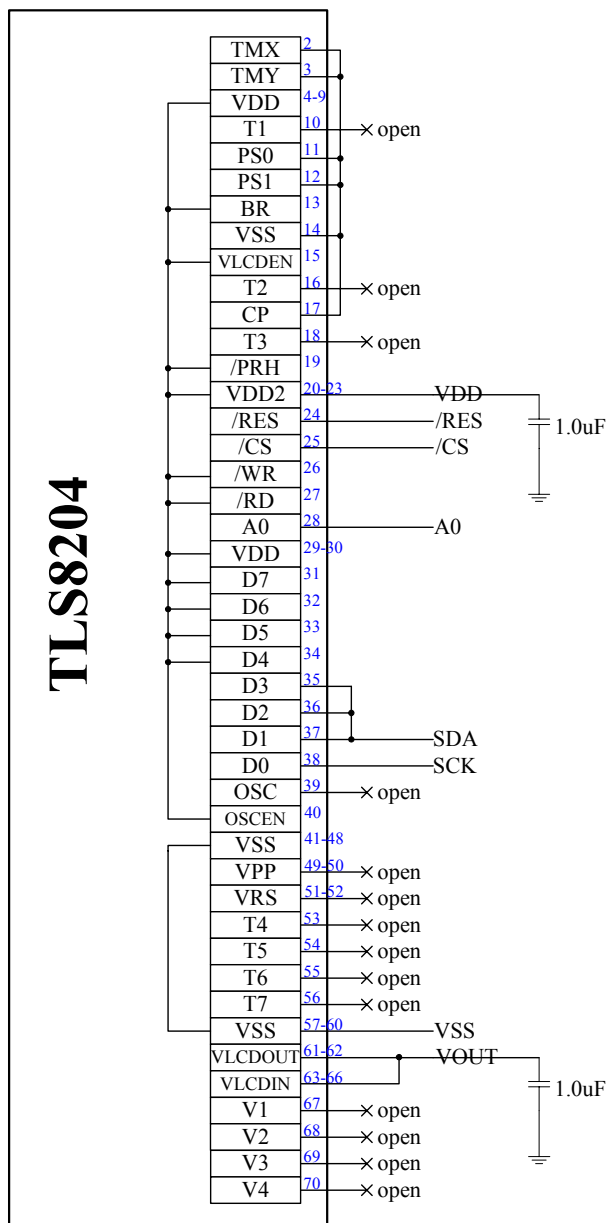 TLS8204
TMX 2
TMY 3
VDD 4-9
T1 10 open
PS0 11
PS1 12
BR 13
VSS 14
VLCDEN 15
T2 16 open
CP 17
T3 18 open
/PRH 19
VDD2 20-23 VDD
/RES 24 /RES 1.0uF
/CS 25 /CS
/WR 26
/RD 27
A0 28 A0
VDD 29-30
D7 31
D6 32
D5 33
D4 34
D3 35
D2 36
D1 37 SDA
D0 38 SCK
OSC 39 open
OSCEN 40
VSS 41-48
VPP 49-50 open
VRS 51-52 open
T4 53 open
T5 54 open
T6 55 open
T7 56 open
VSS 57-60 VSS
VLCDOUT 61-62 VOUT
VLCDIN 63-66 1.0uF
V1 67 open
V2 68 open
V3 69 open
V4 70 open